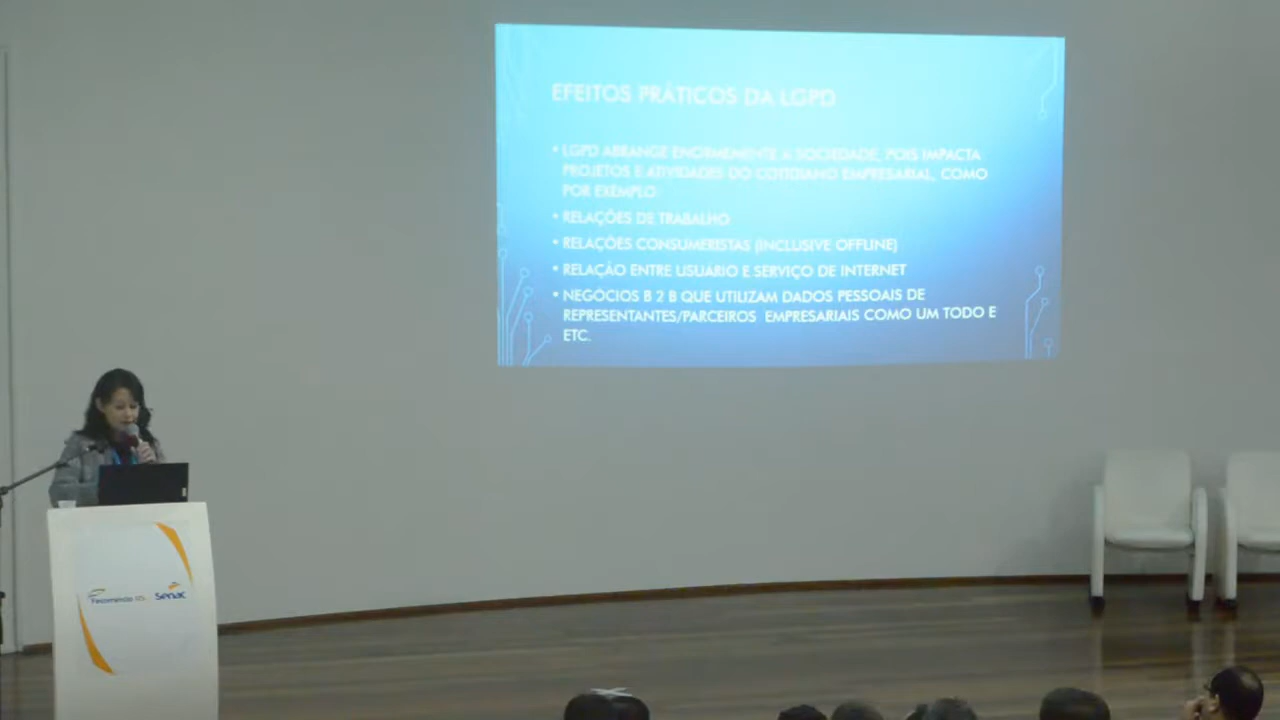 EFEITOS PRÁTICOS DA LGPD
• LGPD ABRANGE ENORMEMENTE A SOCIEDADE, POIS IMPACTA
PROJETOS E ATIVIDADES DO COTIDIANO EMPRESARIAL, COMO
POR EXEMPLO:
• RELAÇÕES DE TRABALHO
• RELAÇÕES CONSUMERISTAS (INCLUSIVE OFFLINE)
• RELAÇÃO ENTRE USUÁRIO E SERVIÇO DE INTERNET
• NEGÓCIOS B 2 B QUE UTILIZAM DADOS PESSOAIS DE
REPRESENTANTES/PARCEIROS EMPRESARIAIS COMO UM TODO E
ETC.
Fecomércio RS
Senac